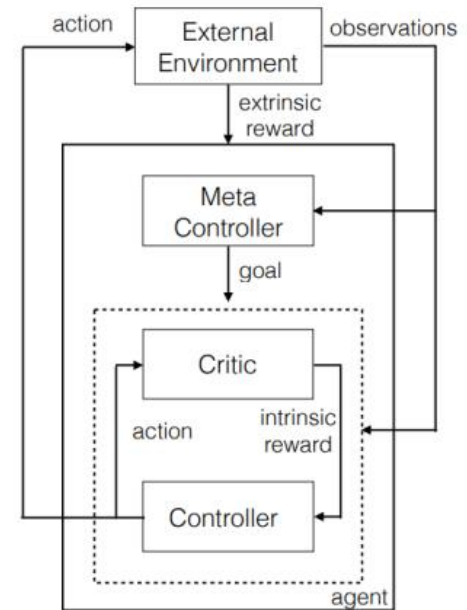 action
External
Environment
observations
extrinsic
reward
Meta
Controller
goal
Critic
action
intrinsic
reward
Controller
agent